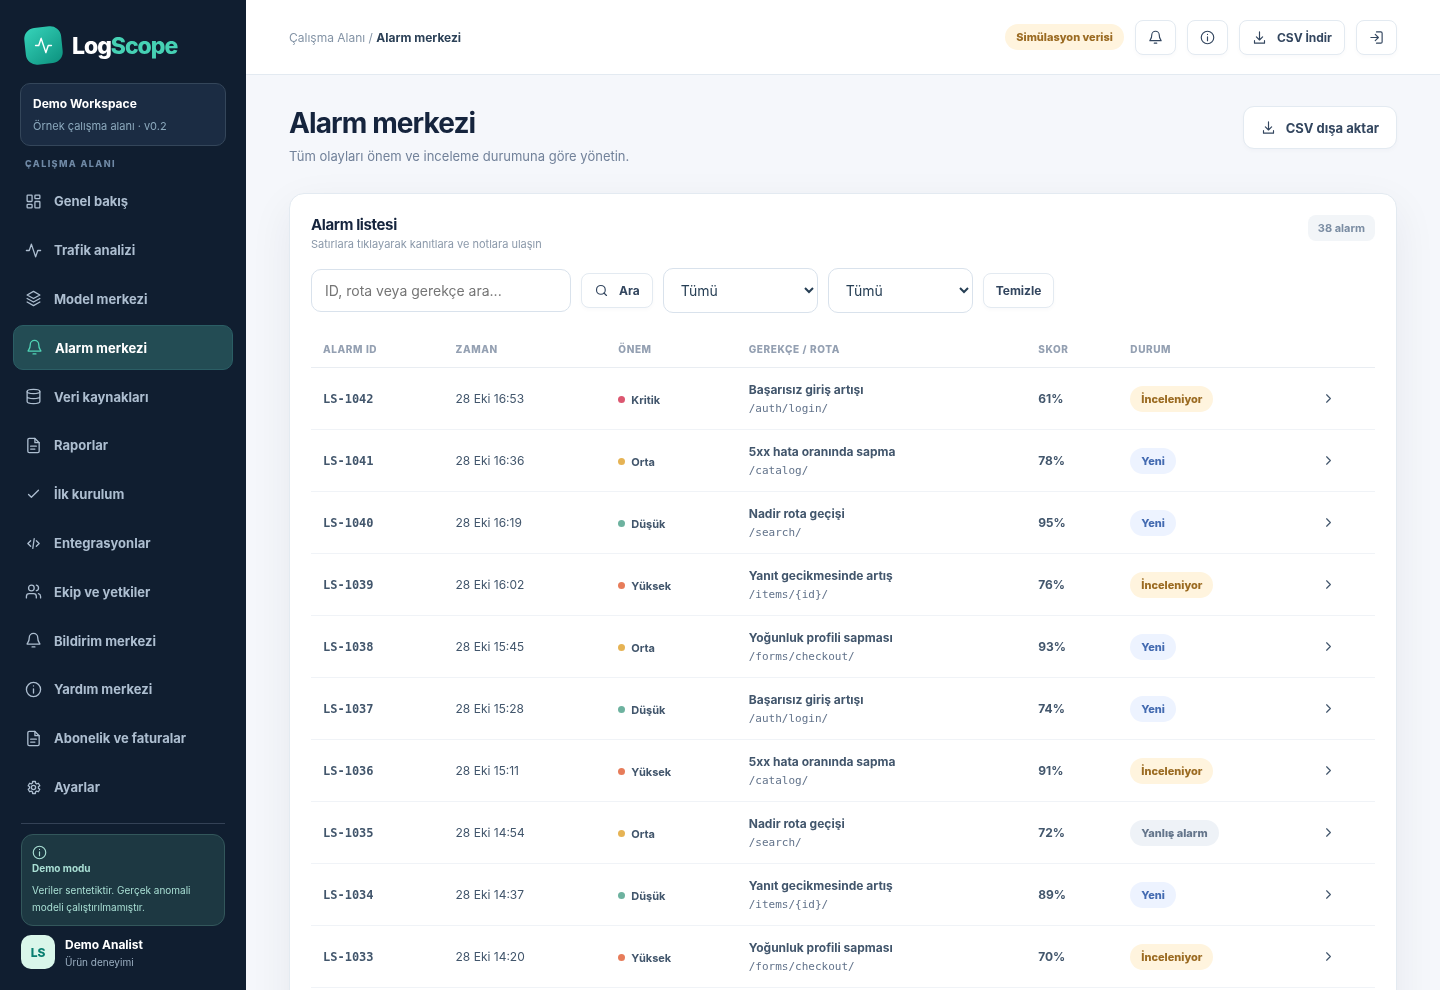 LogScope
Demo Workspace
Örnek çalışma alanı · v0.2
ÇALIŞMA ALANI
Genel bakış
Trafik analizi
Model merkezi
Alarm merkezi
Veri kaynakları
Raporlar
İlk kurulum
Entegrasyonlar
Ekip ve yetkiler
Bildirim merkezi
Yardım merkezi
Abonelik ve faturalar
Ayarlar
Demo modu
Veriler sentetiktir. Gerçek anomali
modeli çalıştırılmamıştır.
LS
Demo Analist
Ürün deneyimi
Çalışma Alanı / Alarm merkezi
Simülasyon verisi
CSV İndir
Alarm merkezi
Tüm olayları önem ve inceleme durumuna göre yönetin.
CSV dışa aktar
Alarm listesi
Satırlara tıklayarak kanıtlara ve notlara ulaşın
38 alarm
ID, rota veya gerekçe ara...
Ara
Tümü
Tümü
Temizle
ALARM ID ZAMAN ÖNEM GEREKÇE / ROTA SKOR DURUM
LS-1042 28 Eki 16:53 Kritik Başarısız giriş artışı 61% İnceleniyor
/auth/login/
LS-1041 28 Eki 16:36 Orta 5xx hata oranında sapma 78% Yeni
/catalog/
LS-1040 28 Eki 16:19 Düşük Nadir rota geçişi 95% Yeni
/search/
LS-1039 28 Eki 16:02 Yüksek Yanıt gecikmesinde artış 76% İnceleniyor
/items/{id}/
LS-1038 28 Eki 15:45 Orta Yoğunluk profili sapması 93% Yeni
/forms/checkout/
LS-1037 28 Eki 15:28 Düşük Başarısız giriş artışı 74% Yeni
/auth/login/
LS-1036 28 Eki 15:11 Yüksek 5xx hata oranında sapma 91% İnceleniyor
/catalog/
LS-1035 28 Eki 14:54 Orta Nadir rota geçişi 72% Yanlış alarm
/search/
LS-1034 28 Eki 14:37 Düşük Yanıt gecikmesinde artış 89% Yeni
/items/{id}/
LS-1033 28 Eki 14:20 Yüksek Yoğunluk profili sapması 70% İnceleniyor
/forms/checkout/